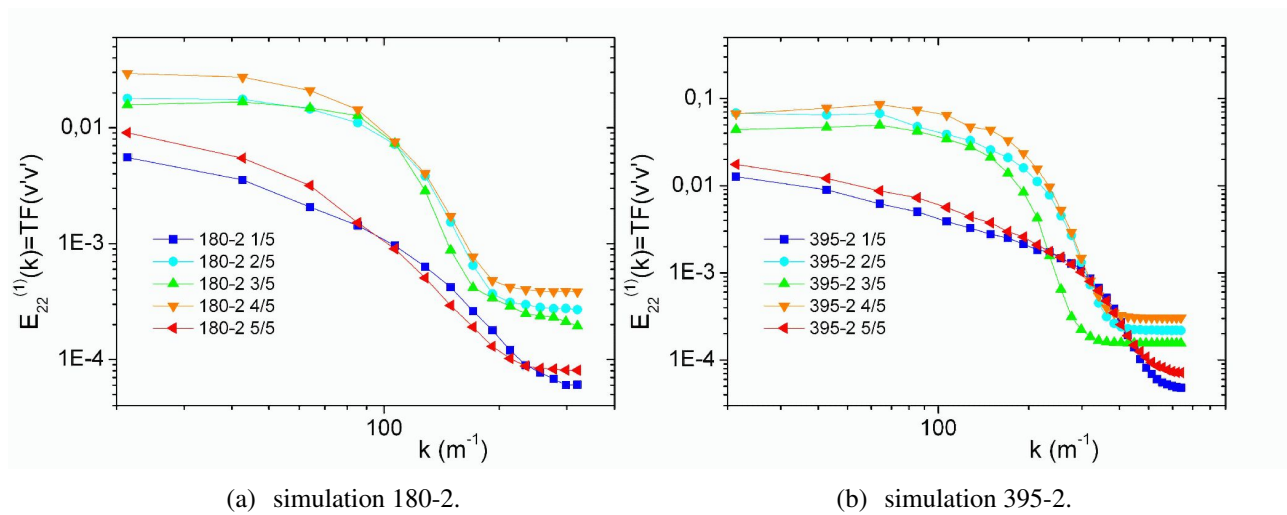 0,01
1E-3
1E-4
E₂₂⁽¹⁾(k)=TF(v'v')
180-2 1/5
180-2 2/5
180-2 3/5
180-2 4/5
180-2 5/5
100
k (m⁻¹)
(a) simulation 180-2.
0,1
0,01
1E-3
1E-4
E₂₂⁽¹⁾(k)=TF(v'v')
395-2 1/5
395-2 2/5
395-2 3/5
395-2 4/5
395-2 5/5
100
k (m⁻¹)
(b) simulation 395-2.